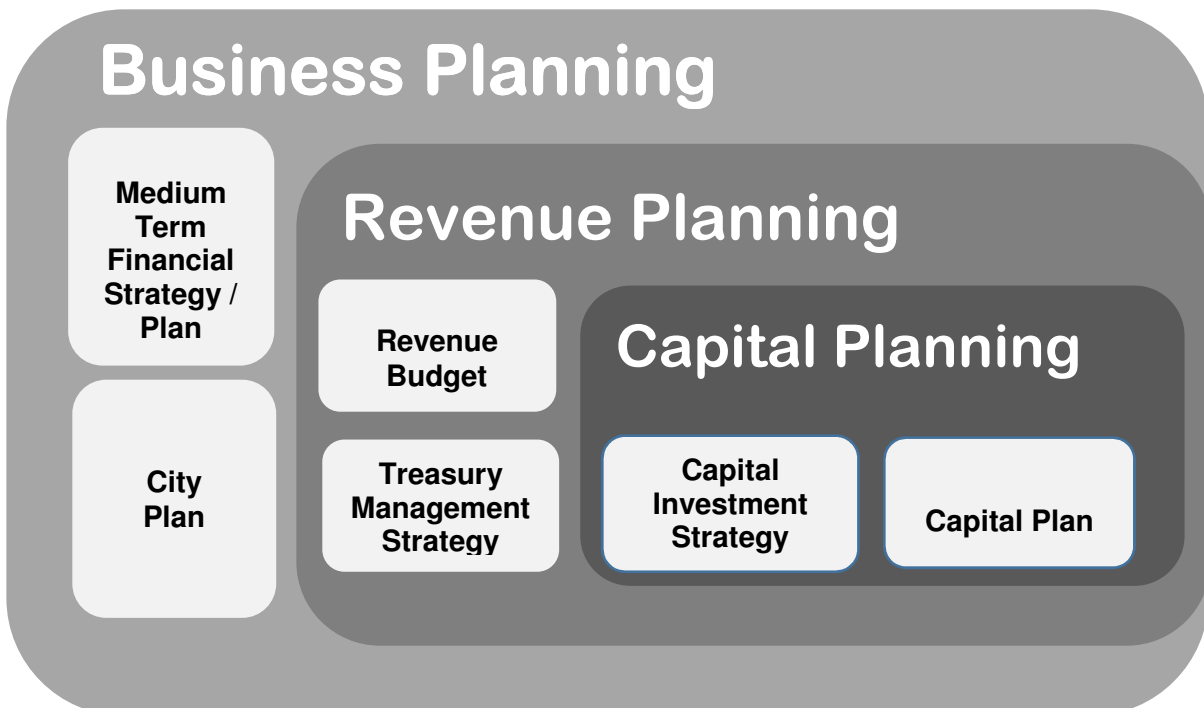 Business Planning
Medium
Term
Financial
Strategy /
Plan
City
Plan
Revenue Planning
Revenue
Budget
Treasury
Management
Strategy
Capital Planning
Capital
Investment
Strategy
Capital Plan